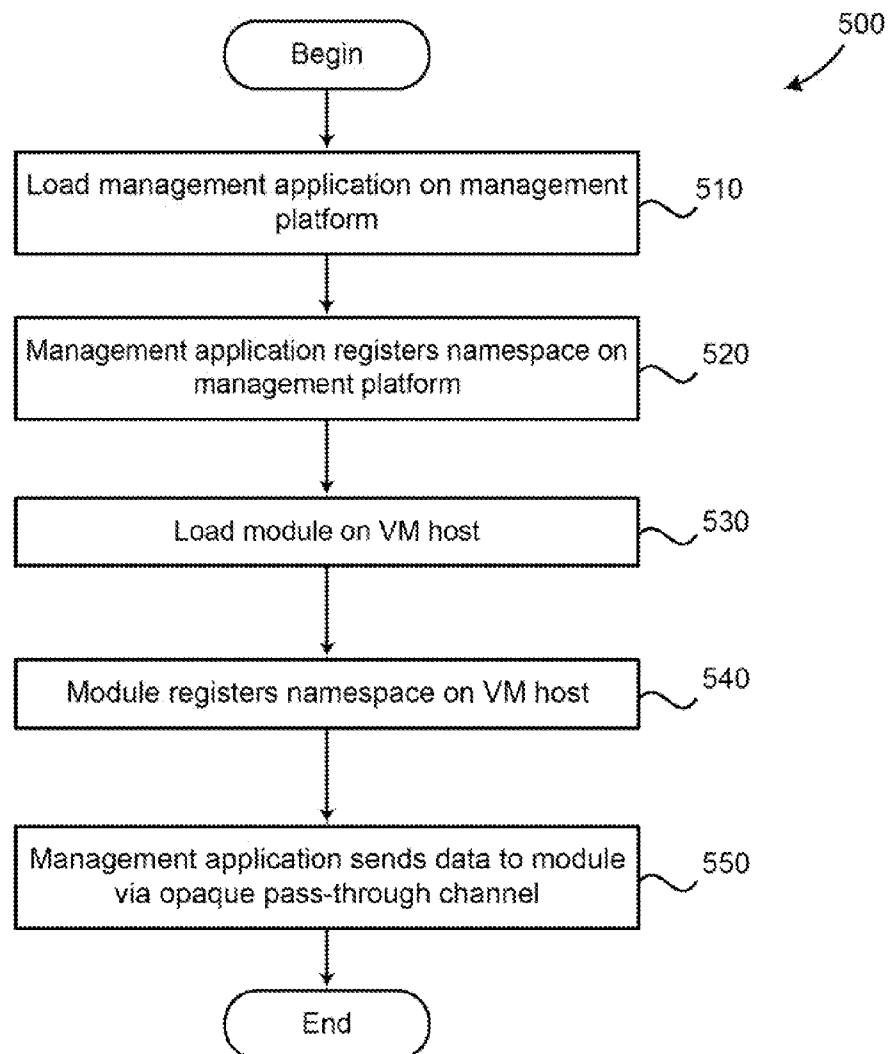 500
Begin
Load management application on management
platform
510
Management application registers namespace on
management platform
520
Load module on VM host
530
Module registers namespace on VM host
540
Management application sends data to module
via opaque pass-through channel
550
End